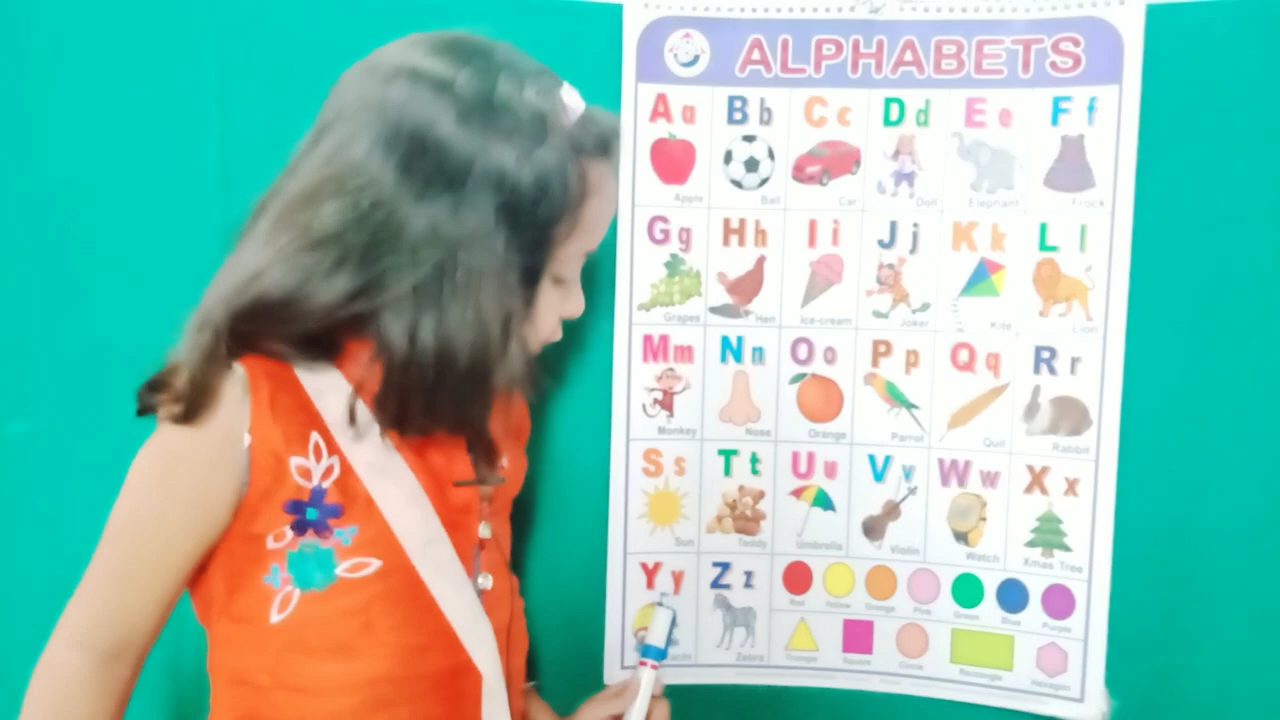 ALPHABETS
Aa Bb Cc Dd Ee Ff
Apple Ball Car Doll Elephant Frock
Gg Hh Ii Jj Kk Ll
Grapes Hen Ice-cream Joker Kite Lion
Mm Nn Oo Pp Qq Rr
Monkey Nose Orange Parrot Quil Rabbit
Ss Tt Uu Vv Ww Xx
Sun Teddy Umbrella Violin Watch Xmas Tree
Yy Zz
Red Yellow Orange Pink Green Blue Purple
Zebra Triangle Square Circle Rectangle Hexagon